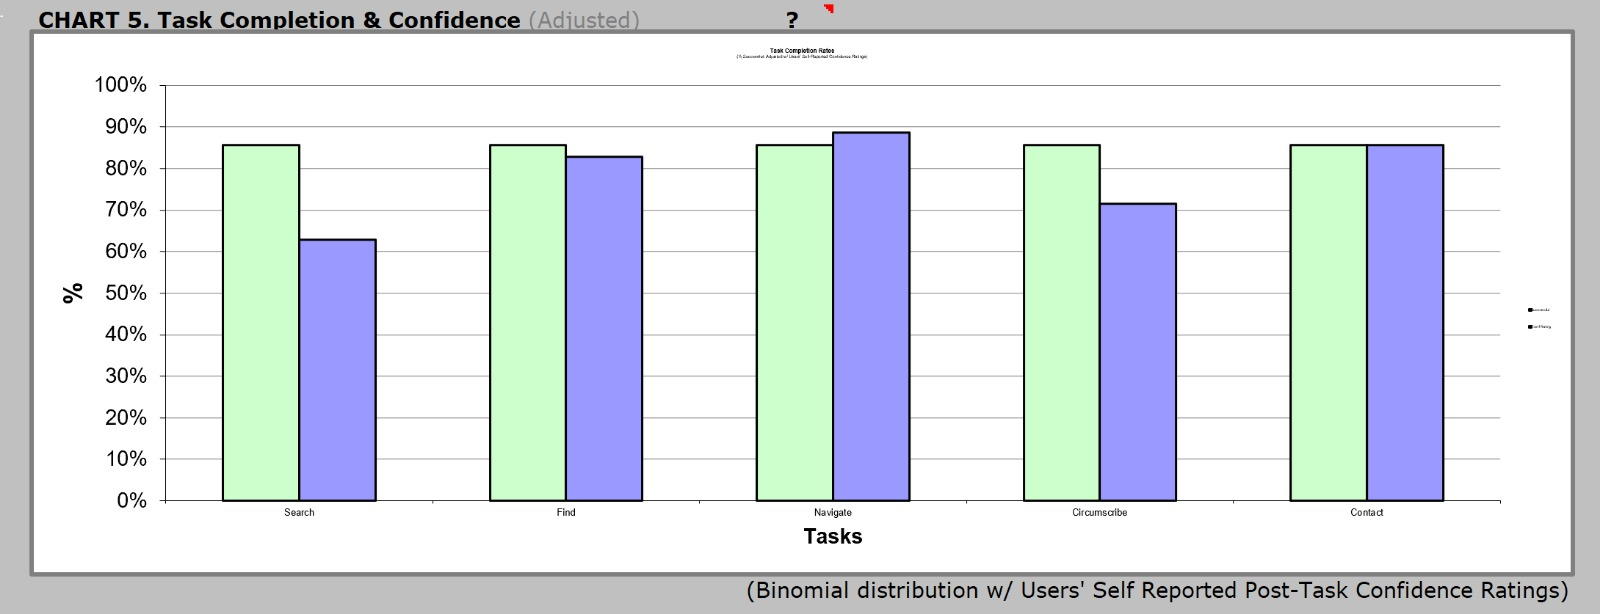 CHART 5. Task Completion & Confidence (Adjusted) ?
Task Completion Rates
100%
90%
80%
70%
60%
50%
40%
30%
20%
10%
0%
%
Search Find Navigate Circumscribe Contact
Tasks
(Binomial distribution w/ Users' Self Reported Post-Task Confidence Ratings)